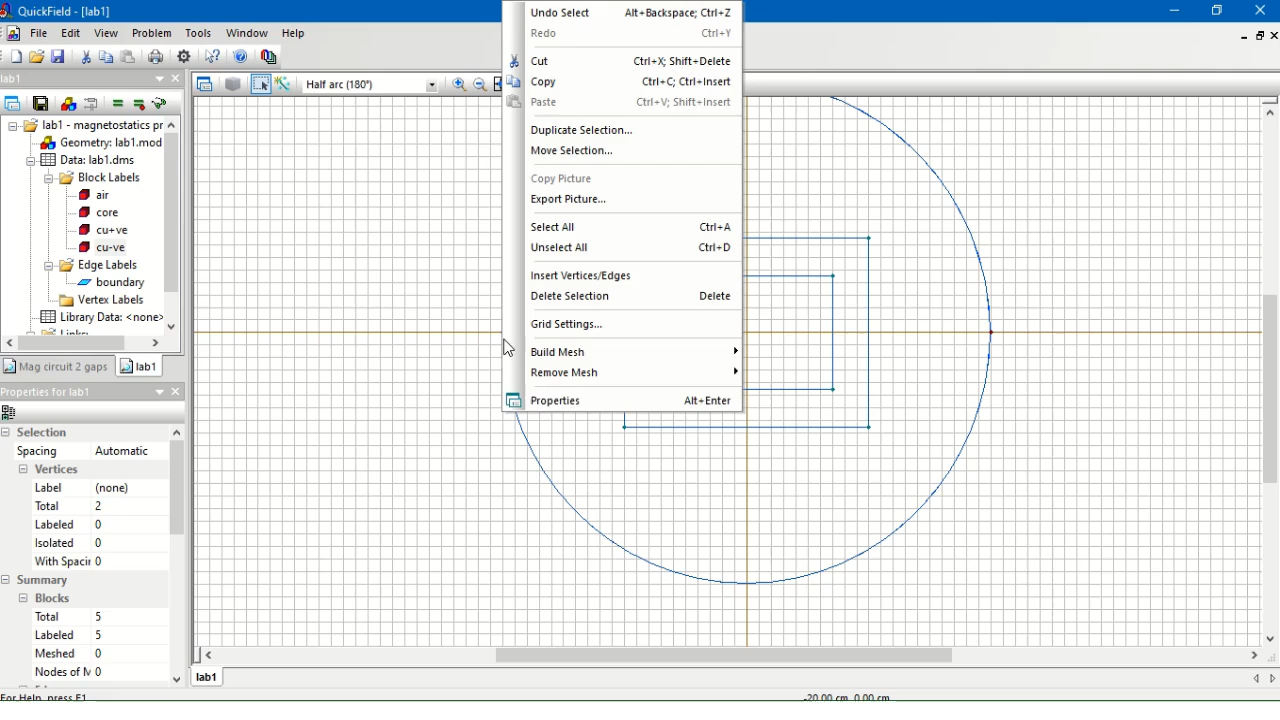 QuickField - [lab1]
File Edit View Problem Tools Window Help
lab1
Half arc (180°)
lab1 - magnetostatics pr
Geometry: lab1.mod
Data: lab1.dms
Block Labels
air
core
cu+ve
cu-ve
Edge Labels
boundary
Vertex Labels
Library Data: <none>
Links:
Mag circuit 2 gaps lab1
Properties for lab1
Selection
Spacing Automatic
Vertices
Label (none)
Total 2
Labeled 0
Isolated 0
With Spacin 0
Summary
Blocks
Total 5
Labeled 5
Meshed 0
Nodes of M 0
Undo Select Alt+Backspace; Ctrl+Z
Redo Ctrl+Y
Cut Ctrl+X; Shift+Delete
Copy Ctrl+C; Ctrl+Insert
Paste Ctrl+V; Shift+Insert
Duplicate Selection...
Move Selection...
Copy Picture
Export Picture...
Select All Ctrl+A
Unselect All Ctrl+D
Insert Vertices/Edges
Delete Selection Delete
Grid Settings...
Build Mesh
Remove Mesh
Properties Alt+Enter
lab1
For Help, press F1
-20.00 cm, 0.00 cm